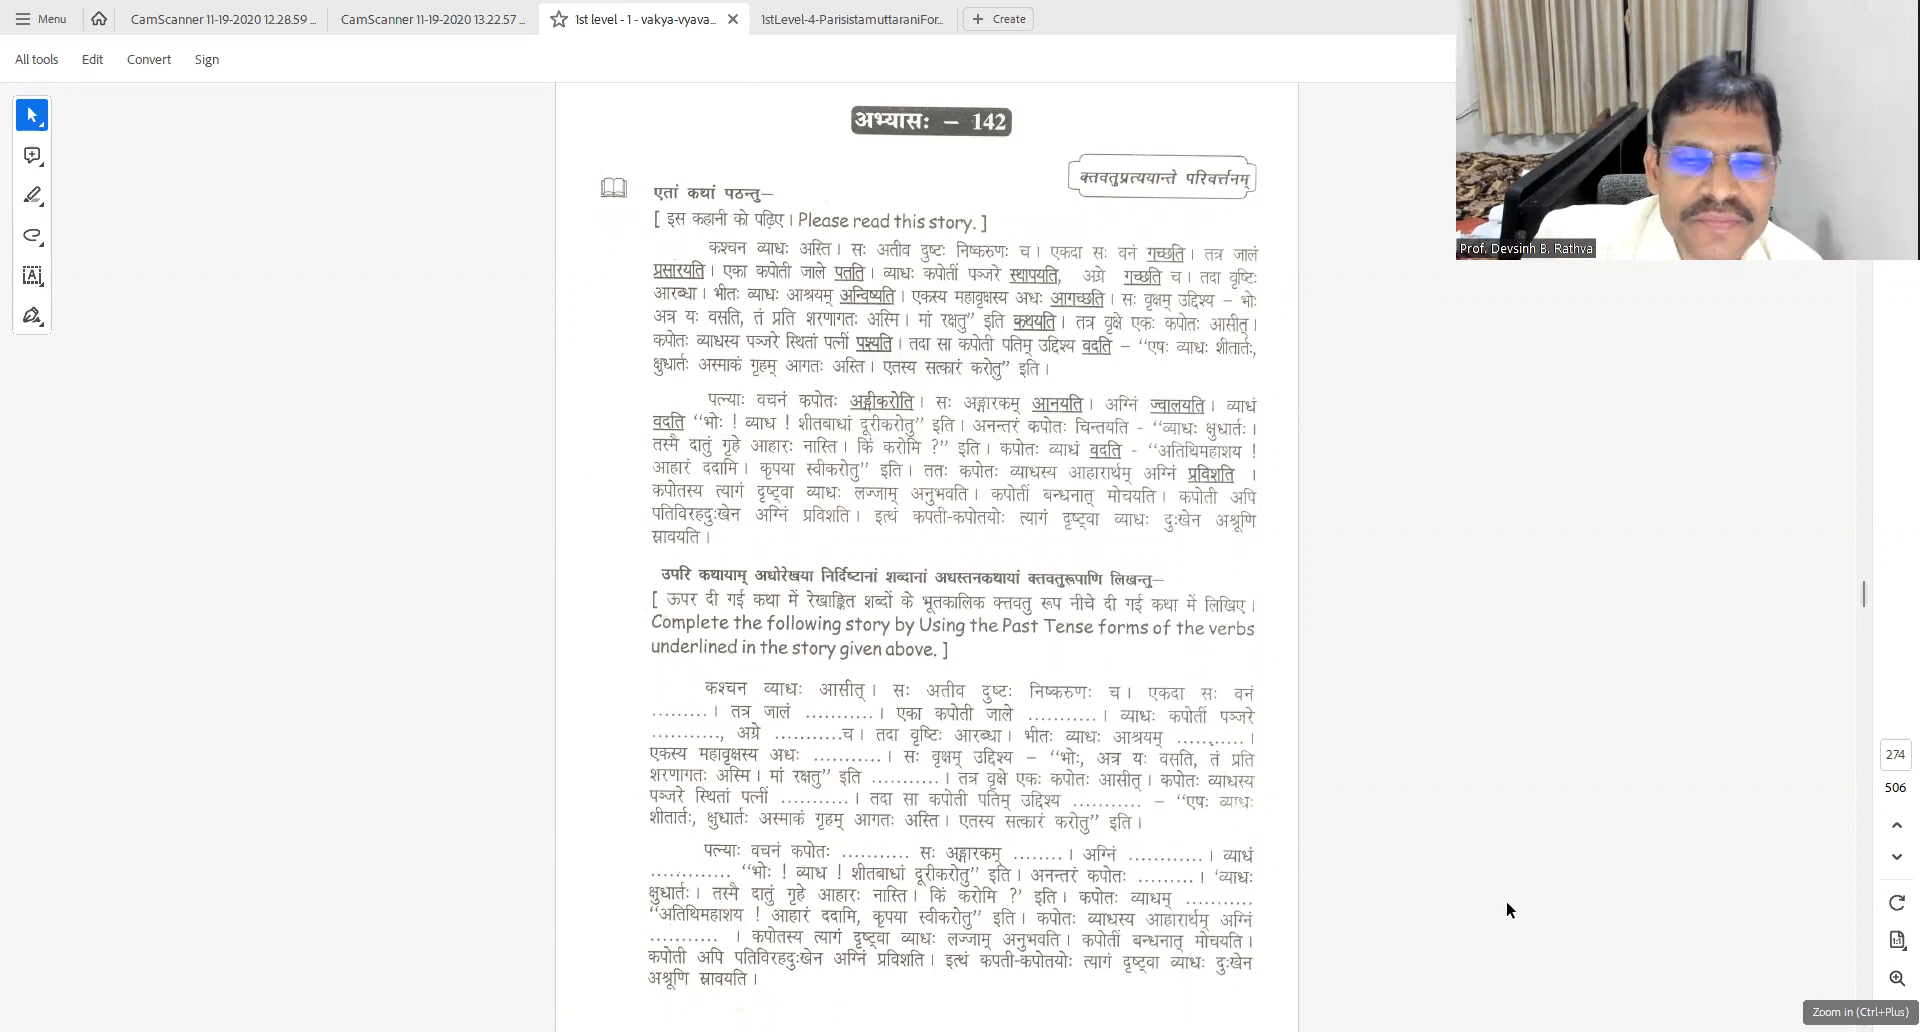 Menu
CamScanner 11-19-2020 12.28.59 ...
CamScanner 11-19-2020 13.22.57 ...
1st level - 1 - vakya-vyava...
1stLevel-4-ParisistamuttaraniFor...
Create
All tools Edit Convert Sign
Prof. Devsinh B. Rathva
अभ्यासः – 142
क्तवतुप्रत्ययान्ते परिवर्त्तनम्
एतां कथां पठन्तु–
[ इस कहानी को पढ़िए। Please read this story. ]
कश्चन व्याधः अस्ति। सः अतीव दुष्टः निष्करुणः च। एकदा सः वनं गच्छति। तत्र जालं
प्रसारयति। एका कपोती जाले पतति। व्याधः कपोतीं पञ्जरे स्थापयति, अग्रे गच्छति च। तदा वृष्टिः
आरब्धा। भीतः व्याधः आश्रयम् अन्विष्यति। एकस्य महावृक्षस्य अधः आगच्छति। सः वृक्षम् उद्दिश्य – भोः
अत्र यः वसति, तं प्रति शरणागतः अस्मि। मां रक्षतु” इति कथयति। तत्र वृक्षे एकः कपोतः आसीत्।
कपोतः व्याधस्य पञ्जरे स्थितां पत्नीं पश्यति। तदा सा कपोती पतिम् उद्दिश्य वदति – “एषः व्याधः शीतार्तः,
क्षुधार्तः अस्माकं गृहम् आगतः अस्ति। एतस्य सत्कारं करोतु” इति।
पत्न्याः वचनं कपोतः अङ्गीकरोति। सः अङ्गारकम् आनयति। अग्निं ज्वालयति। व्याधं
वदति “भोः ! व्याध ! शीतबाधां दूरीकरोतु” इति। अनन्तरं कपोतः चिन्तयति - “व्याधः क्षुधार्तः।
तस्मै दातुं गृहे आहारः नास्ति। किं करोमि ?” इति। कपोतः व्याधं वदति - “अतिथिमहाशय !
आहारं ददामि। कृपया स्वीकरोतु” इति। ततः कपोतः व्याधस्य आहारार्थम् अग्निं प्रविशति ।
कपोतस्य त्यागं दृष्ट्वा व्याधः लज्जाम् अनुभवति। कपोतीं बन्धनात् मोचयति। कपोती अपि
पतिविरहदुःखेन अग्निं प्रविशति। इत्थं कपती-कपोतयोः त्यागं दृष्ट्वा व्याधः दुःखेन अश्रूणि
स्रावयति।
उपरि कथायाम् अधोरेखया निर्दिष्टानां शब्दानां अधस्तनकथायां क्तवतुरूपाणि लिखन्तु–
[ ऊपर दी गई कथा में रेखाङ्कित शब्दों के भूतकालिक क्तवतु रूप नीचे दी गई कथा में लिखिए।
Complete the following story by Using the Past Tense forms of the verbs
underlined in the story given above. ]
कश्चन व्याधः आसीत्। सः अतीव दुष्टः निष्करुणः च। एकदा सः वनं
.........। तत्र जालं ...........। एका कपोती जाले ...........। व्याधः कपोतीं पञ्जरे
..........., अग्रे ...........च। तदा वृष्टिः आरब्धा। भीतः व्याधः आश्रयम् ...........।
एकस्य महावृक्षस्य अधः ...........। सः वृक्षम् उद्दिश्य – “भोः, अत्र यः वसति, तं प्रति
शरणागतः अस्मि। मां रक्षतु” इति ...........। तत्र वृक्षे एकः कपोतः आसीत्। कपोतः व्याधस्य
पञ्जरे स्थितां पत्नीं ...........। तदा सा कपोती पतिम् उद्दिश्य ........... – “एषः व्याधः
शीतार्तः, क्षुधार्तः अस्माकं गृहम् आगतः अस्ति। एतस्य सत्कारं करोतु” इति।
पत्न्याः वचनं कपोतः ........... सः अङ्गारकम् ........। अग्निं ............। व्याधं
............. “भोः ! व्याध ! शीतबाधां दूरीकरोतु” इति। अनन्तरं कपोतः .........। ‘व्याधः
क्षुधार्तः। तस्मै दातुं गृहे आहारः नास्ति। किं करोमि ?’ इति। कपोतः व्याधम् ...........
“अतिथिमहाशय ! आहारं ददामि, कृपया स्वीकरोतु” इति। कपोतः व्याधस्य आहारार्थम् अग्निं
........... । कपोतस्य त्यागं दृष्ट्वा व्याधः लज्जाम् अनुभवति। कपोतीं बन्धनात् मोचयति।
कपोती अपि पतिविरहदुःखेन अग्निं प्रविशति। इत्थं कपती-कपोतयोः त्यागं दृष्ट्वा व्याधः दुःखेन
अश्रूणि स्रावयति।
274
506
Zoom in (Ctrl+Plus)